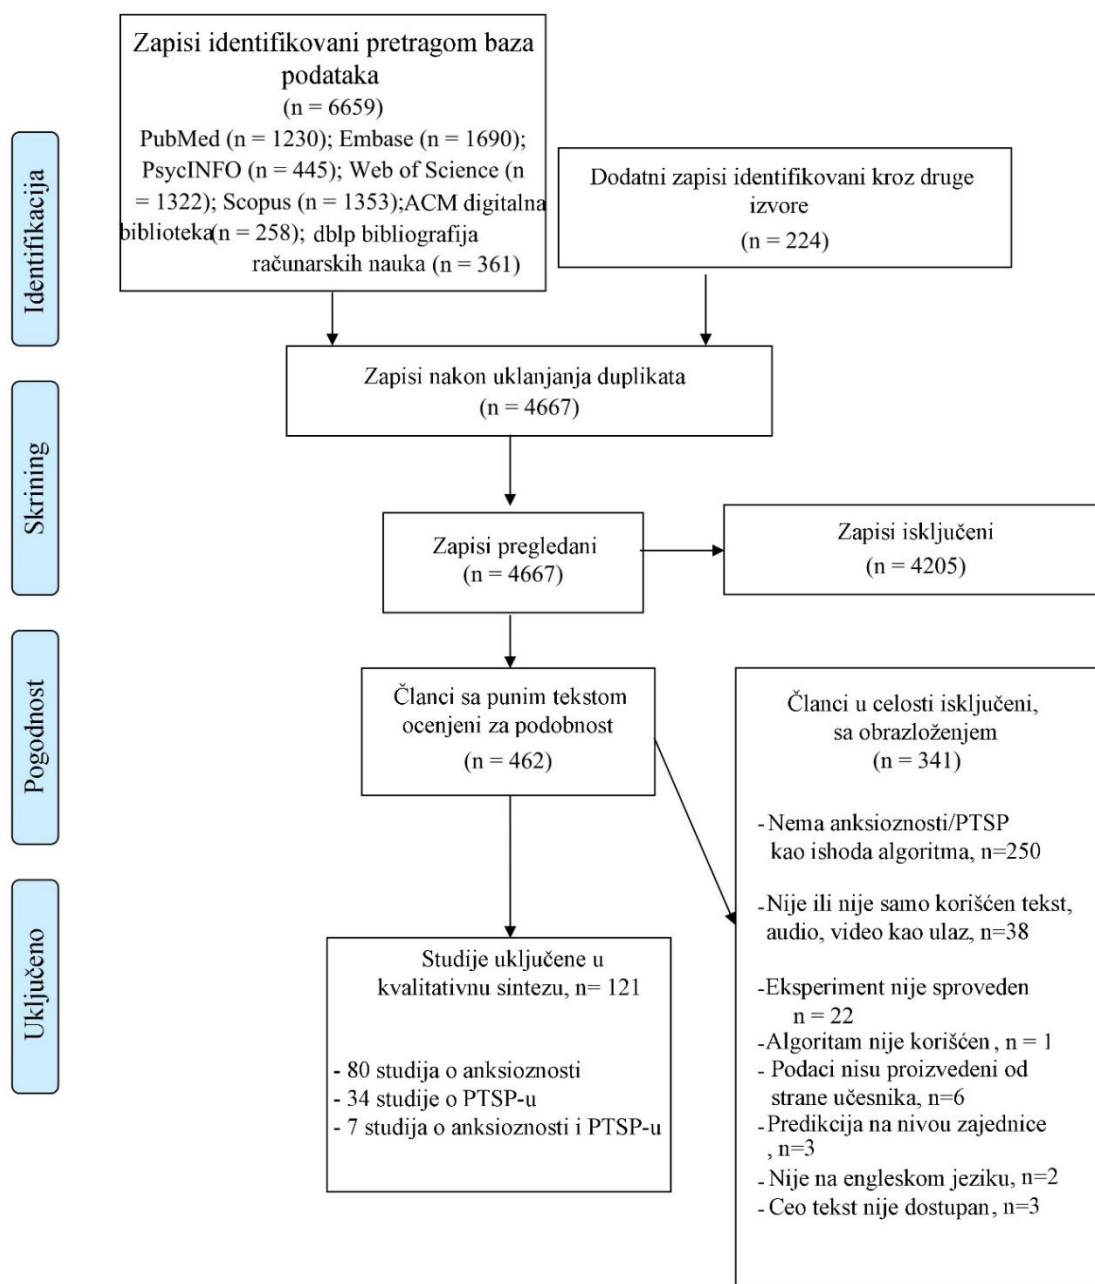 Zapisi identifikovani pretragom baza
podataka
(n = 6659)
PubMed (n = 1230); Embase (n = 1690);
PsycINFO (n = 445); Web of Science (n
= 1322); Scopus (n = 1353);ACM digitalna
biblioteka(n = 258); dblp bibliografija
računarskih nauka (n = 361)
Dodatni zapisi identifikovani kroz druge
izvore
(n = 224)
Identifikacija
Zapisi nakon uklanjanja duplikata
(n = 4667)
Skrining
Zapisi pregledani
(n = 4667)
Zapisi isključeni
(n = 4205)
Pogodnost
Članci sa punim tekstom
ocenjeni za podobnost
(n = 462)
Članci u celosti isključeni,
sa obrazloženjem
(n = 341)
-Nema anksioznosti/PTSP
kao ishoda algoritma, n=250
-Nije ili nije samo korišćen tekst,
audio, video kao ulaz, n=38
-Eksperiment nije sproveden
n = 22
-Algoritam nije korišćen , n = 1
- Podaci nisu proizvedeni od
strane učesnika, n=6
-Predikcija na nivou zajednice
, n=3
- Nije na engleskom jeziku, n=2
- Ceo tekst nije dostupan, n=3
Uključeno
Studije uključene u
kvalitativnu sintezu, n= 121
- 80 studija o anksioznosti
- 34 studije o PTSP-u
- 7 studija o anksioznosti i PTSP-u